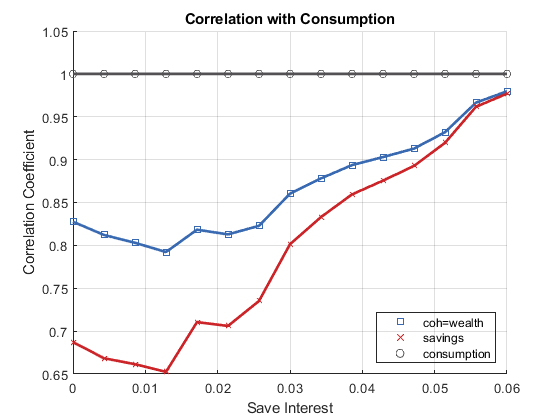 Correlation with Consumption
1.05
1
0.95
0.9
0.85
0.8
0.75
0.7
0.65
Correlation Coefficient
coh=wealth
savings
consumption
0
0.01
0.02
0.03
0.04
0.05
0.06
Save Interest